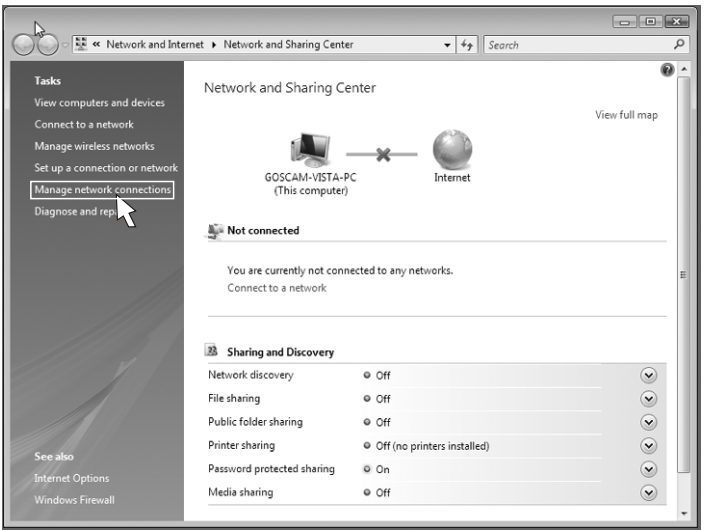 « Network and Internet ▸ Network and Sharing Center
Search
Tasks
View computers and devices
Connect to a network
Manage wireless networks
Set up a connection or network
Manage network connections
Diagnose and
See also
Internet Options
Windows Firewall
Network and Sharing Center
View full map
GOSCAM-VISTA-PC
(This computer)
Internet
Not connected
You are currently not connected to any networks.
Connect to a network
Sharing and Discovery
Network discovery Off
File sharing Off
Public folder sharing Off
Printer sharing Off (no printers installed)
Password protected sharing On
Media sharing Off